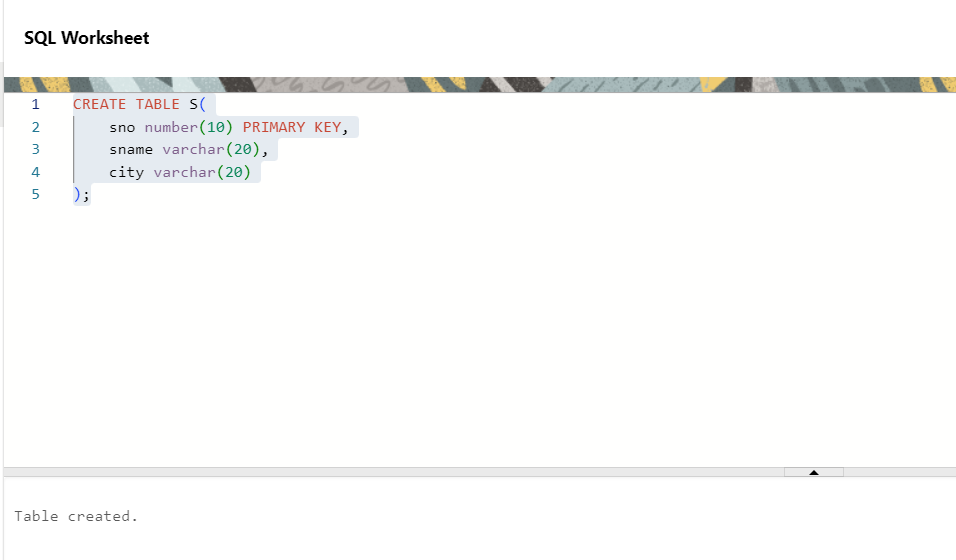 SQL Worksheet
1 CREATE TABLE S(
2 sno number(10) PRIMARY KEY,
3 sname varchar(20),
4 city varchar(20)
5 );
Table created.